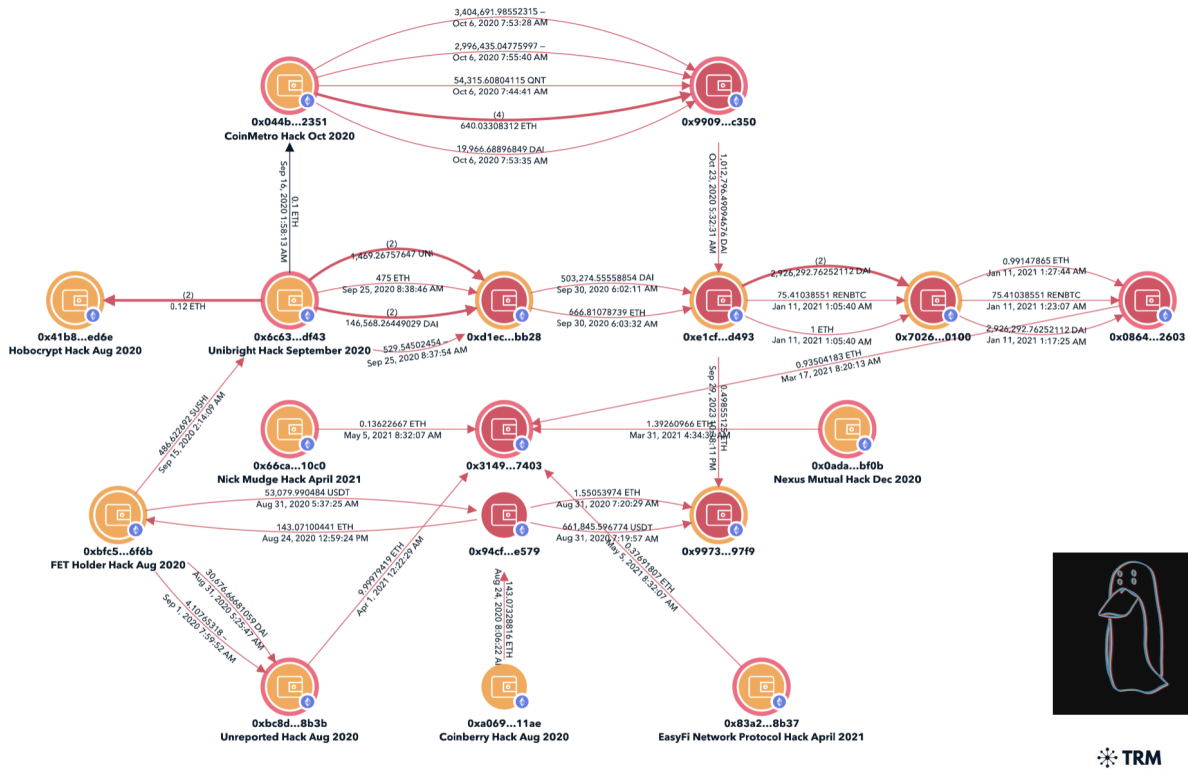 3,404,691.98552315 –
Oct 6, 2020 7:53:28 AM
2,996,435.04775997 –
Oct 6, 2020 7:55:40 AM
54,315.60804115 QNT
Oct 6, 2020 7:44:41 AM
(4)
640.03308312 ETH
19,966.68896849 DAI
Oct 6, 2020 7:53:35 AM
0x044b...2351
CoinMetro Hack Oct 2020
0x9909...c350
0.1 ETH
Sep 16, 2020 1:58:13 AM
1,012,796.49094676 DAI
Oct 23, 2020 5:32:31 AM
(2)
0.12 ETH
(2)
1,469.26757647 UNI
475 ETH
Sep 25, 2020 8:38:46 AM
(2)
146,568.26449029 DAI
529.54502454 –
Sep 25, 2020 8:37:54 AM
503,274.55558854 DAI
Sep 30, 2020 6:02:11 AM
666.81078739 ETH
Sep 30, 2020 6:03:32 AM
(2)
2,926,292.76252112 DAI
75.41038551 RENBTC
Jan 11, 2021 1:05:40 AM
1 ETH
Jan 11, 2021 1:05:40 AM
0.99147865 ETH
Jan 11, 2021 1:27:44 AM
75.41038551 RENBTC
Jan 11, 2021 1:23:07 AM
2,926,292.76252112 DAI
Jan 11, 2021 1:17:25 AM
0x41b8...ed6e
Hobocrypt Hack Aug 2020
0x6c63...df43
Unibright Hack September 2020
0xd1ec...bb28
0xe1cf...d493
0x7026...0100
0x0864...2603
0.93504183 ETH
Mar 17, 2021 8:20:13 AM
486.622692 SUSHI
Sep 15, 2020 2:14:09 AM
0.13622667 ETH
May 5, 2021 8:32:07 AM
1.39260966 ETH
Mar 31, 2021
Sep 29, 2023
0x66ca...10c0
Nick Mudge Hack April 2021
0x3149...7403
0x0ada...bf0b
Nexus Mutual Hack Dec 2020
53,079.990484 USDT
Aug 31, 2020 5:37:25 AM
143.07100441 ETH
Aug 24, 2020 12:59:24 PM
1.55053974 ETH
Aug 31, 2020 7:20:29 AM
661,845.596774 USDT
Aug 31, 2020 7:19:57 AM
0xbfc5...6f6b
FET Holder Hack Aug 2020
0x94cf...e579
0x9973...97f9
30,676.66681059 DAI
Aug 31, 2020 5:25:47 AM
4.10765318 –
Sep 1, 2020 7:59:52 AM
9.99979419 ETH
Apr 1, 2021 12:22:29 AM
143.07328816 ETH
Aug 24, 2020 8:06:22
0.37691807 ETH
May 5, 2021 8:32:07 AM
0xbc8d...8b3b
Unreported Hack Aug 2020
0xa069...11ae
Coinberry Hack Aug 2020
0x83a2...8b37
EasyFi Network Protocol Hack April 2021
TRM